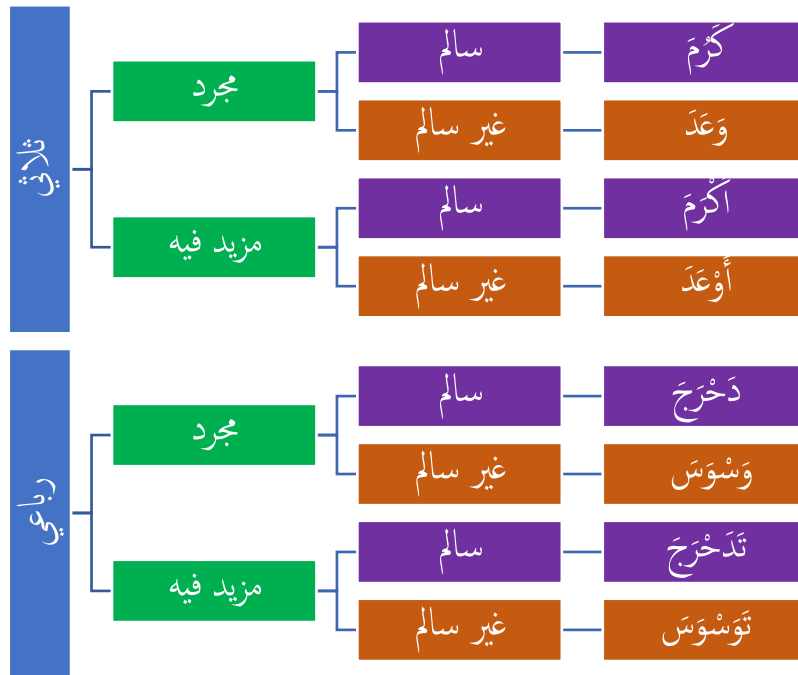 ثلاثي
مجرد
سالم
كَرُمَ
غير سالم
وَعَدَ
مزيد فيه
سالم
أَكْرَمَ
غير سالم
أَوْعَدَ
رباعي
مجرد
سالم
دَحْرَجَ
غير سالم
وَسْوَسَ
مزيد فيه
سالم
تَدَحْرَجَ
غير سالم
تَوَسْوَسَ